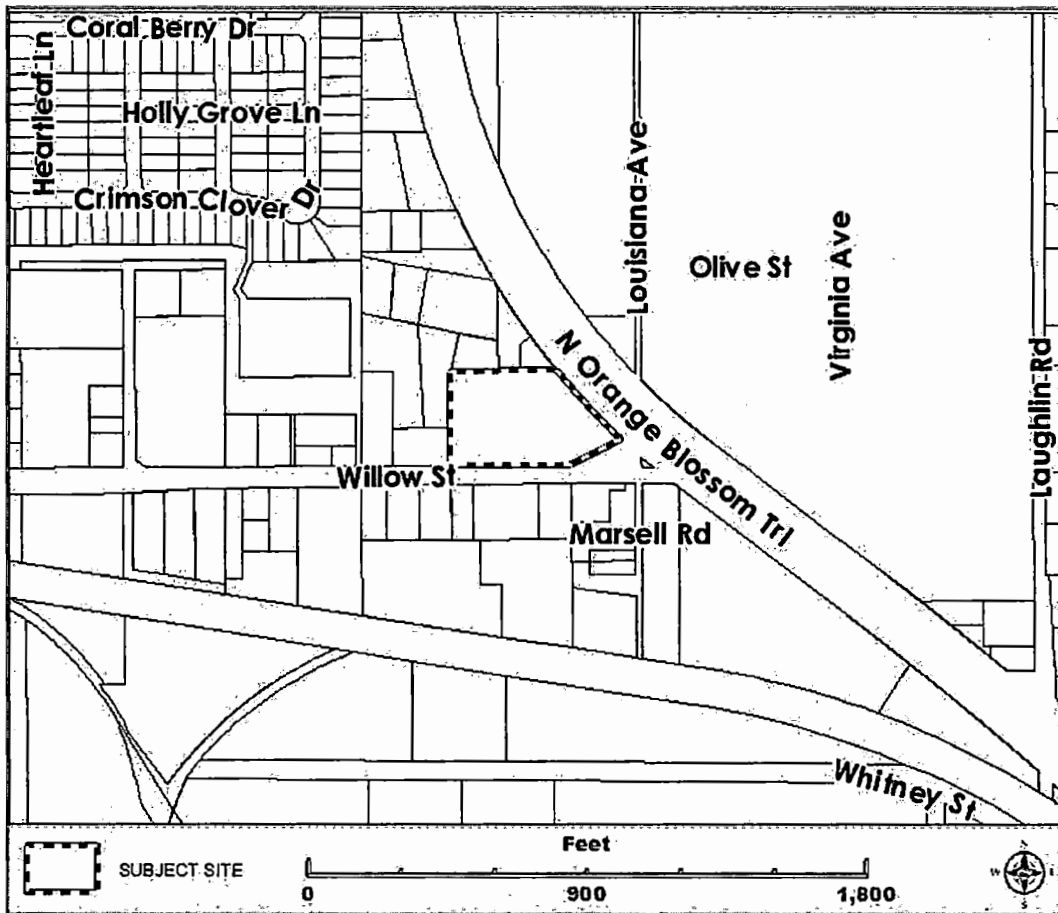 Coral Berry Dr
Heartleaf Ln
Holly Grove Ln
Crimson Clover Dr
Louisiana Ave
Olive St
Virginia Ave
N Orange Blossom Trl
Laughlin Rd
Willow St
Marsell Rd
Whitney St
SUBJECT SITE
Feet
0 900 1,800
N
W E
S